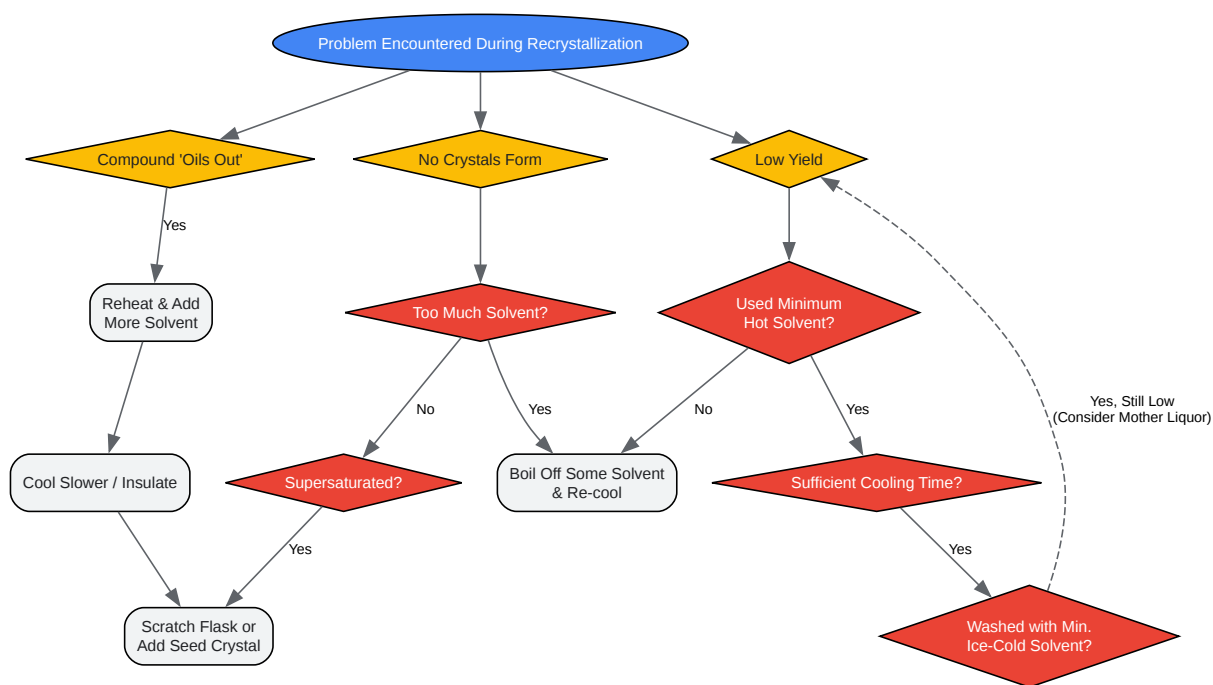 Problem Encountered During Recrystallization
Compound 'Oils Out'
No Crystals Form
Low Yield
Yes
Reheat & Add
More Solvent
Too Much Solvent?
Used Minimum
Hot Solvent?
No
Yes
No
Yes
Yes, Still Low
(Consider Mother Liquor)
Cool Slower / Insulate
Supersaturated?
Boil Off Some Solvent
& Re-cool
Sufficient Cooling Time?
Yes
Yes
Scratch Flask or
Add Seed Crystal
Washed with Min.
Ice-Cold Solvent?